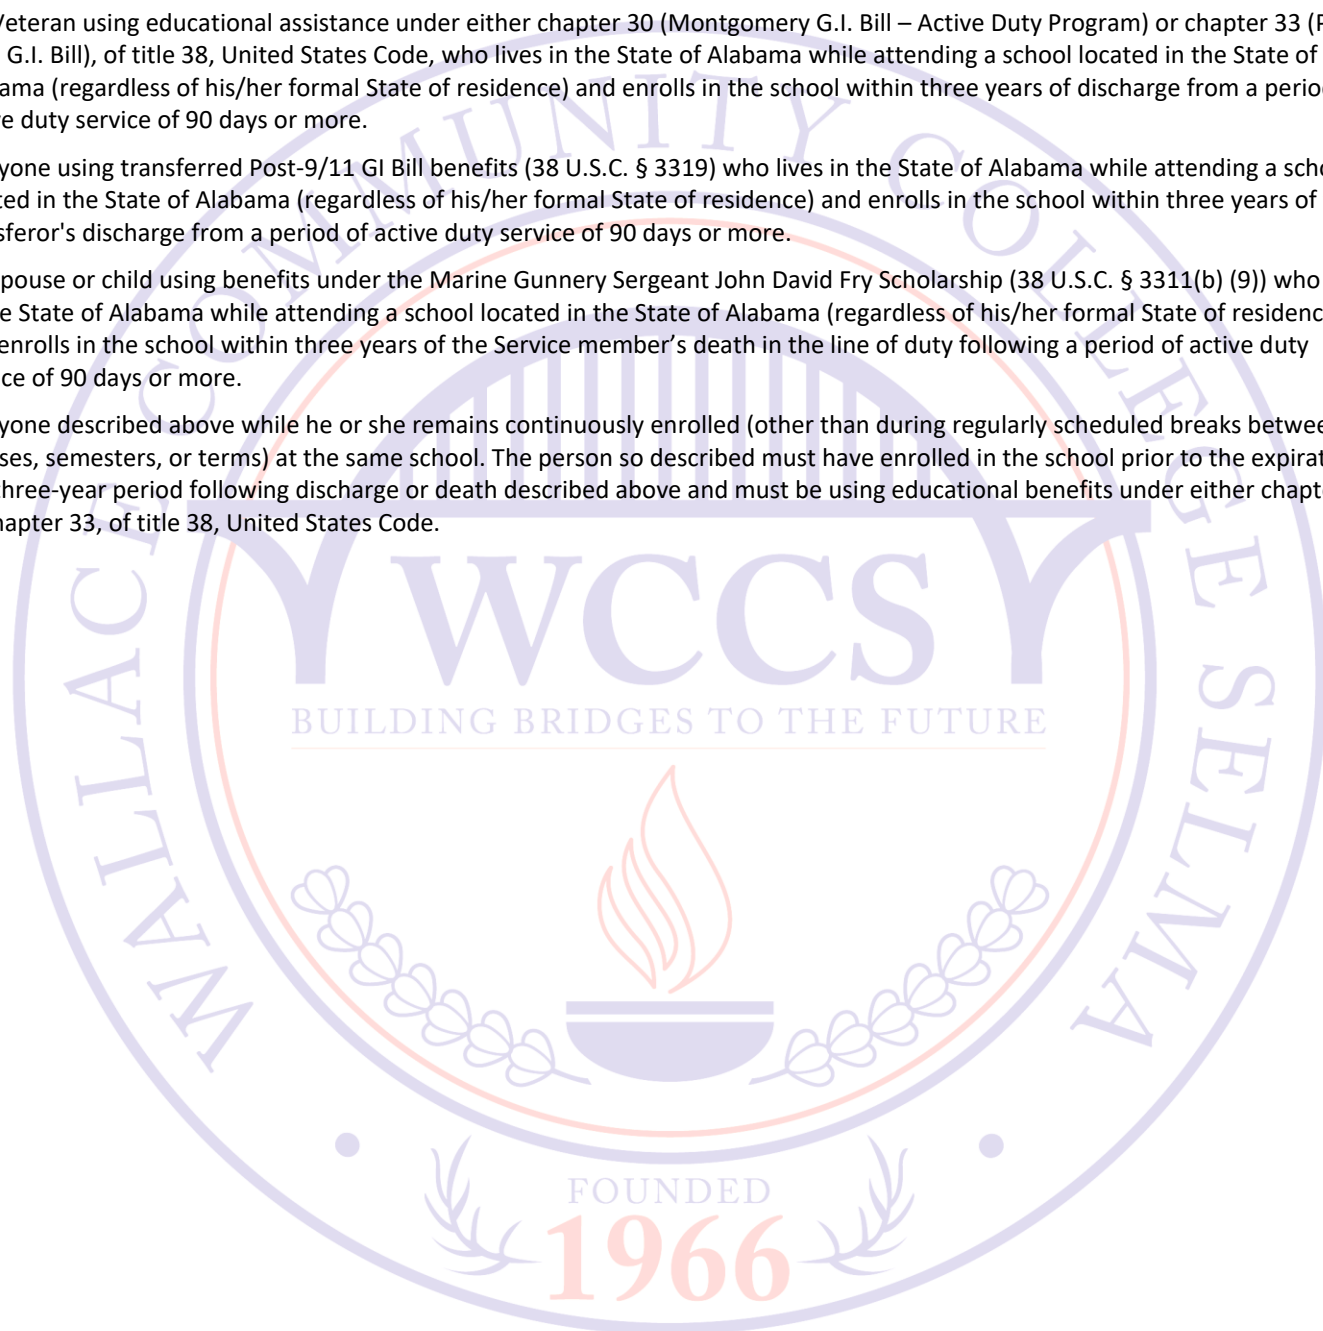 Veteran using educational assistance under either chapter 30 (Montgomery G.I. Bill – Active Duty Program) or chapter 33 (P
G.I. Bill), of title 38, United States Code, who lives in the State of Alabama while attending a school located in the State of
ama (regardless of his/her formal State of residence) and enrolls in the school within three years of discharge from a perio
e duty service of 90 days or more.
yone using transferred Post-9/11 GI Bill benefits (38 U.S.C. § 3319) who lives in the State of Alabama while attending a scho
ted in the State of Alabama (regardless of his/her formal State of residence) and enrolls in the school within three years of
sferor's discharge from a period of active duty service of 90 days or more.
pouse or child using benefits under the Marine Gunnery Sergeant John David Fry Scholarship (38 U.S.C. § 3311(b) (9)) who
e State of Alabama while attending a school located in the State of Alabama (regardless of his/her formal State of residenc
enrolls in the school within three years of the Service member’s death in the line of duty following a period of active duty
ce of 90 days or more.
yone described above while he or she remains continuously enrolled (other than during regularly scheduled breaks betwee
ses, semesters, or terms) at the same school. The person so described must have enrolled in the school prior to the expirat
three-year period following discharge or death described above and must be using educational benefits under either chapt
hapter 33, of title 38, United States Code.
WALLACE COMMUNITY COLLEGE SELMA
WCCS
BUILDING BRIDGES TO THE FUTURE
FOUNDED
1966